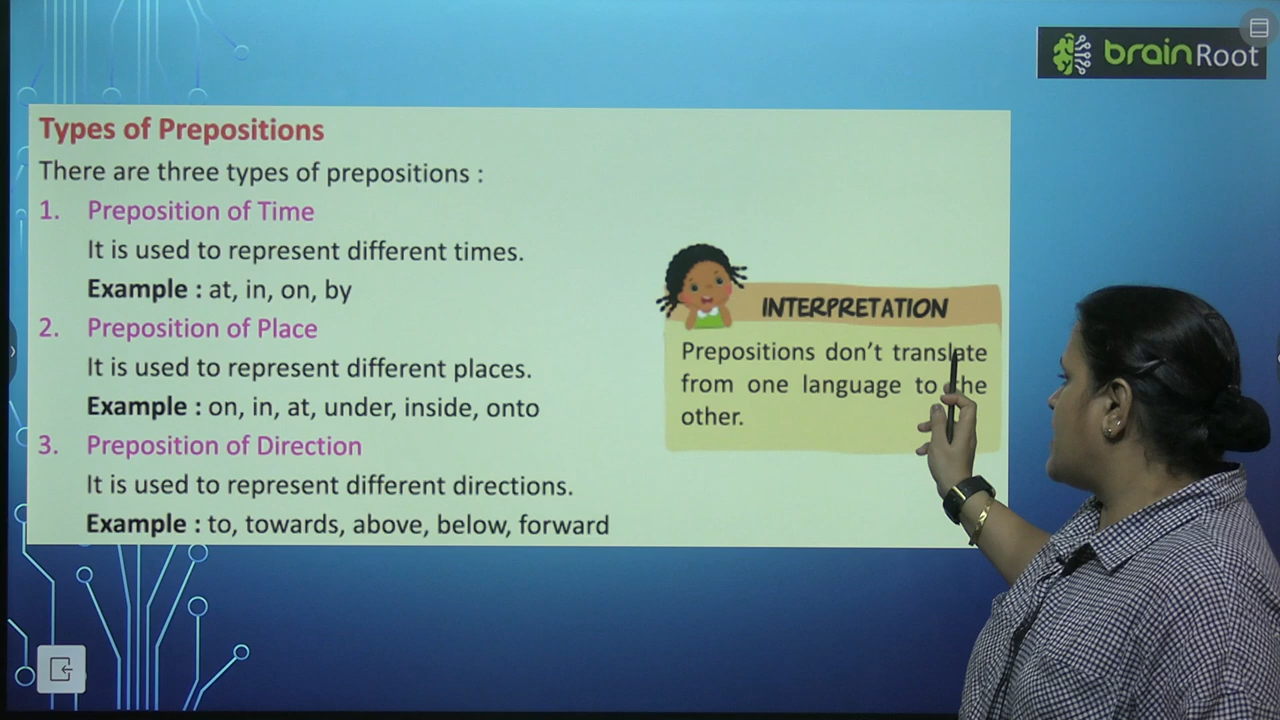 brainRoot
Types of Prepositions
There are three types of prepositions :
1. Preposition of Time
It is used to represent different times.
Example : at, in, on, by
2. Preposition of Place
It is used to represent different places.
Example : on, in, at, under, inside, onto
3. Preposition of Direction
It is used to represent different directions.
Example : to, towards, above, below, forward
INTERPRETATION
Prepositions don't translate
from one language to the
other.